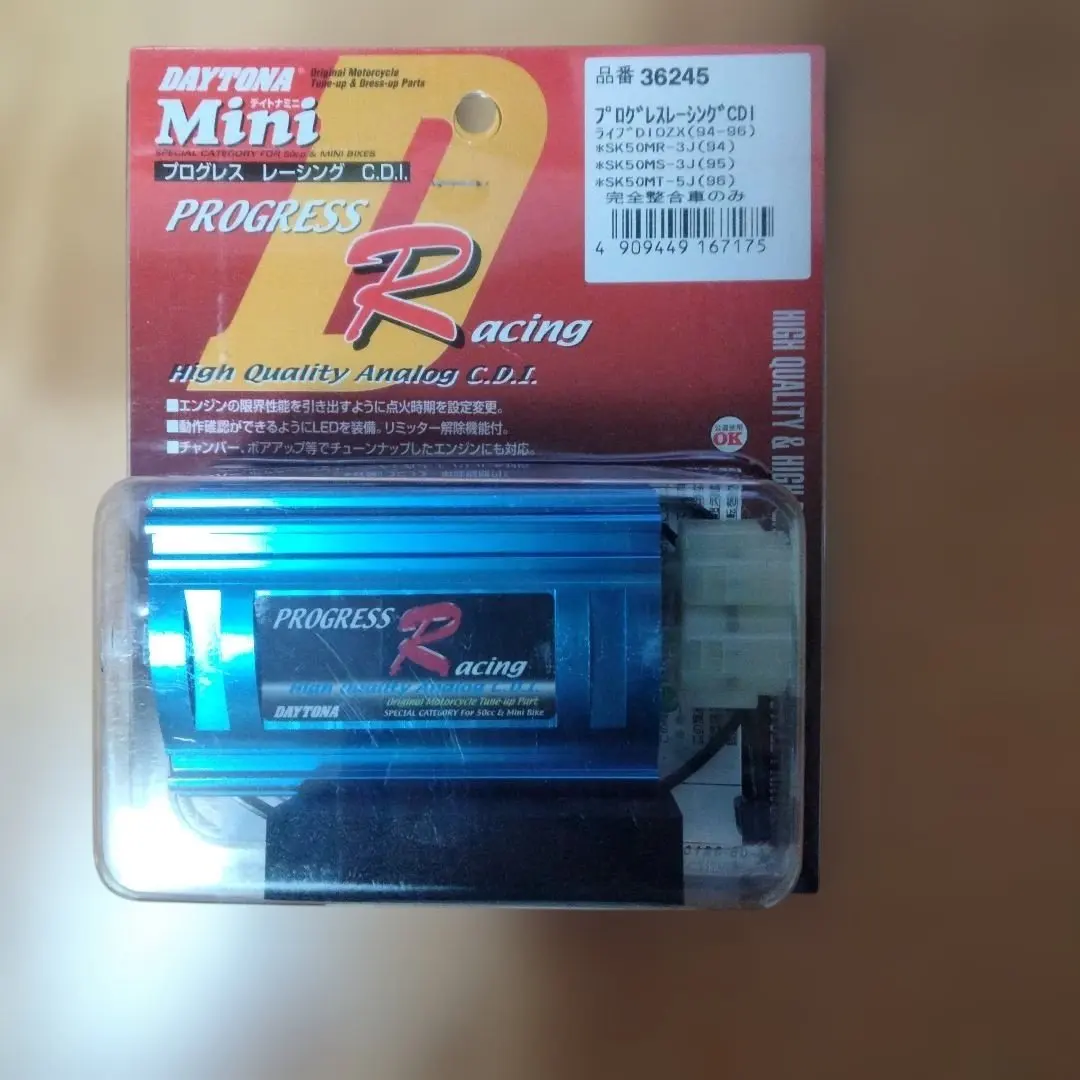 DAYTONA
Original Motorcycle
Tune-up & Dress-up Parts
デイトナミニ
Mini
SPECIAL CATEGORY FOR 50cc & MINI BIKES
プログレス レーシング C.D.I.
PROGRESS
Racing
High Quality Analog C.D.I.
■エンジンの限界性能を引き出すように点火時期を設定変更。
■動作確認ができるようにLEDを装備。リミッター解除機能付。
■チャンバー、ボアアップ等でチューンナップしたエンジンにも対応。
品番 36245
プログレスレーシングCDI
ライブDIOZX(94-96)
*SK50MR-3J(94)
*SK50MS-3J(95)
*SK50MT-5J(96)
完全整合車のみ
4 909449 167175
OK
HIGH QUALITY & HIGH
PROGRESS
Racing
High Quality Analog C.D.I.
Original Motorcycle Tune-up Part
DAYTONA
SPECIAL CATEGORY For 50cc & Mini Bike